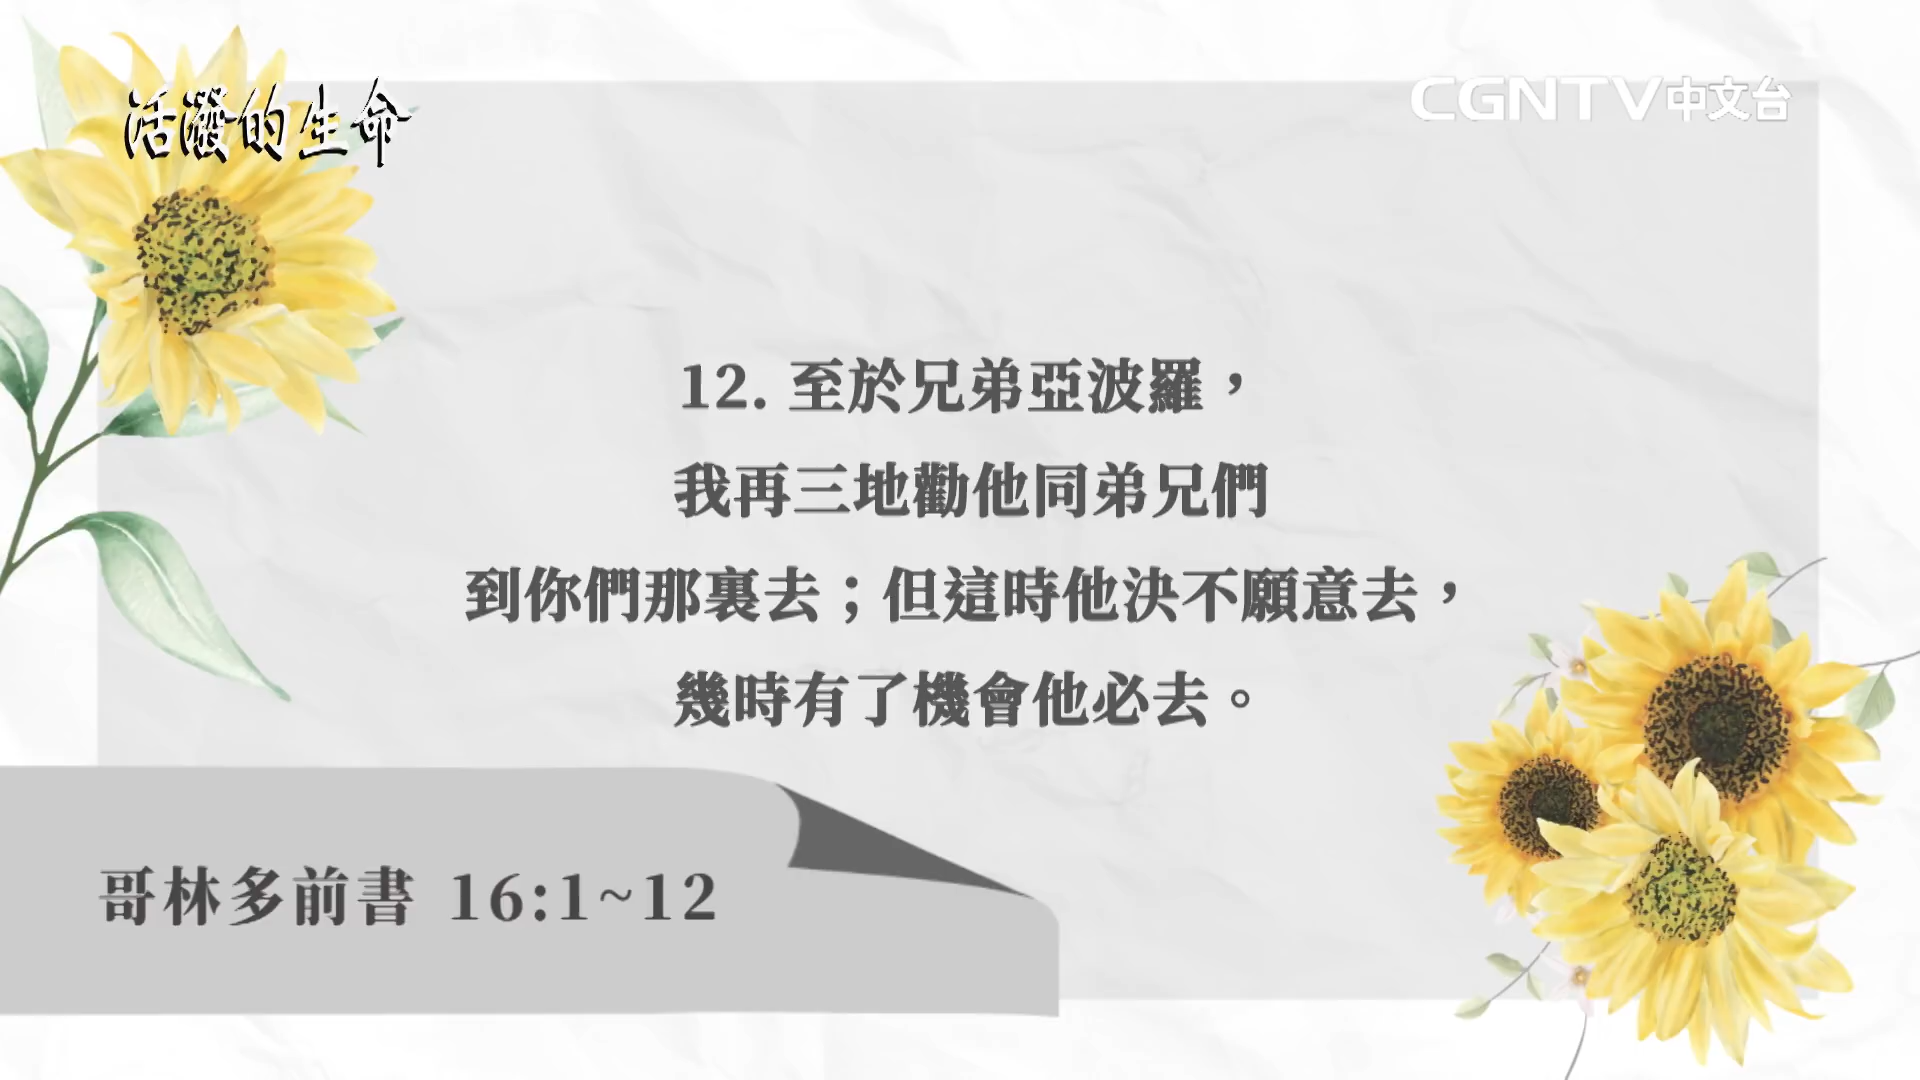 活潑的生命
CGNTV中文台
12. 至於兄弟亞波羅，
我再三地勸他同弟兄們
到你們那裏去；但這時他決不願意去，
幾時有了機會他必去。
哥林多前書 16:1~12